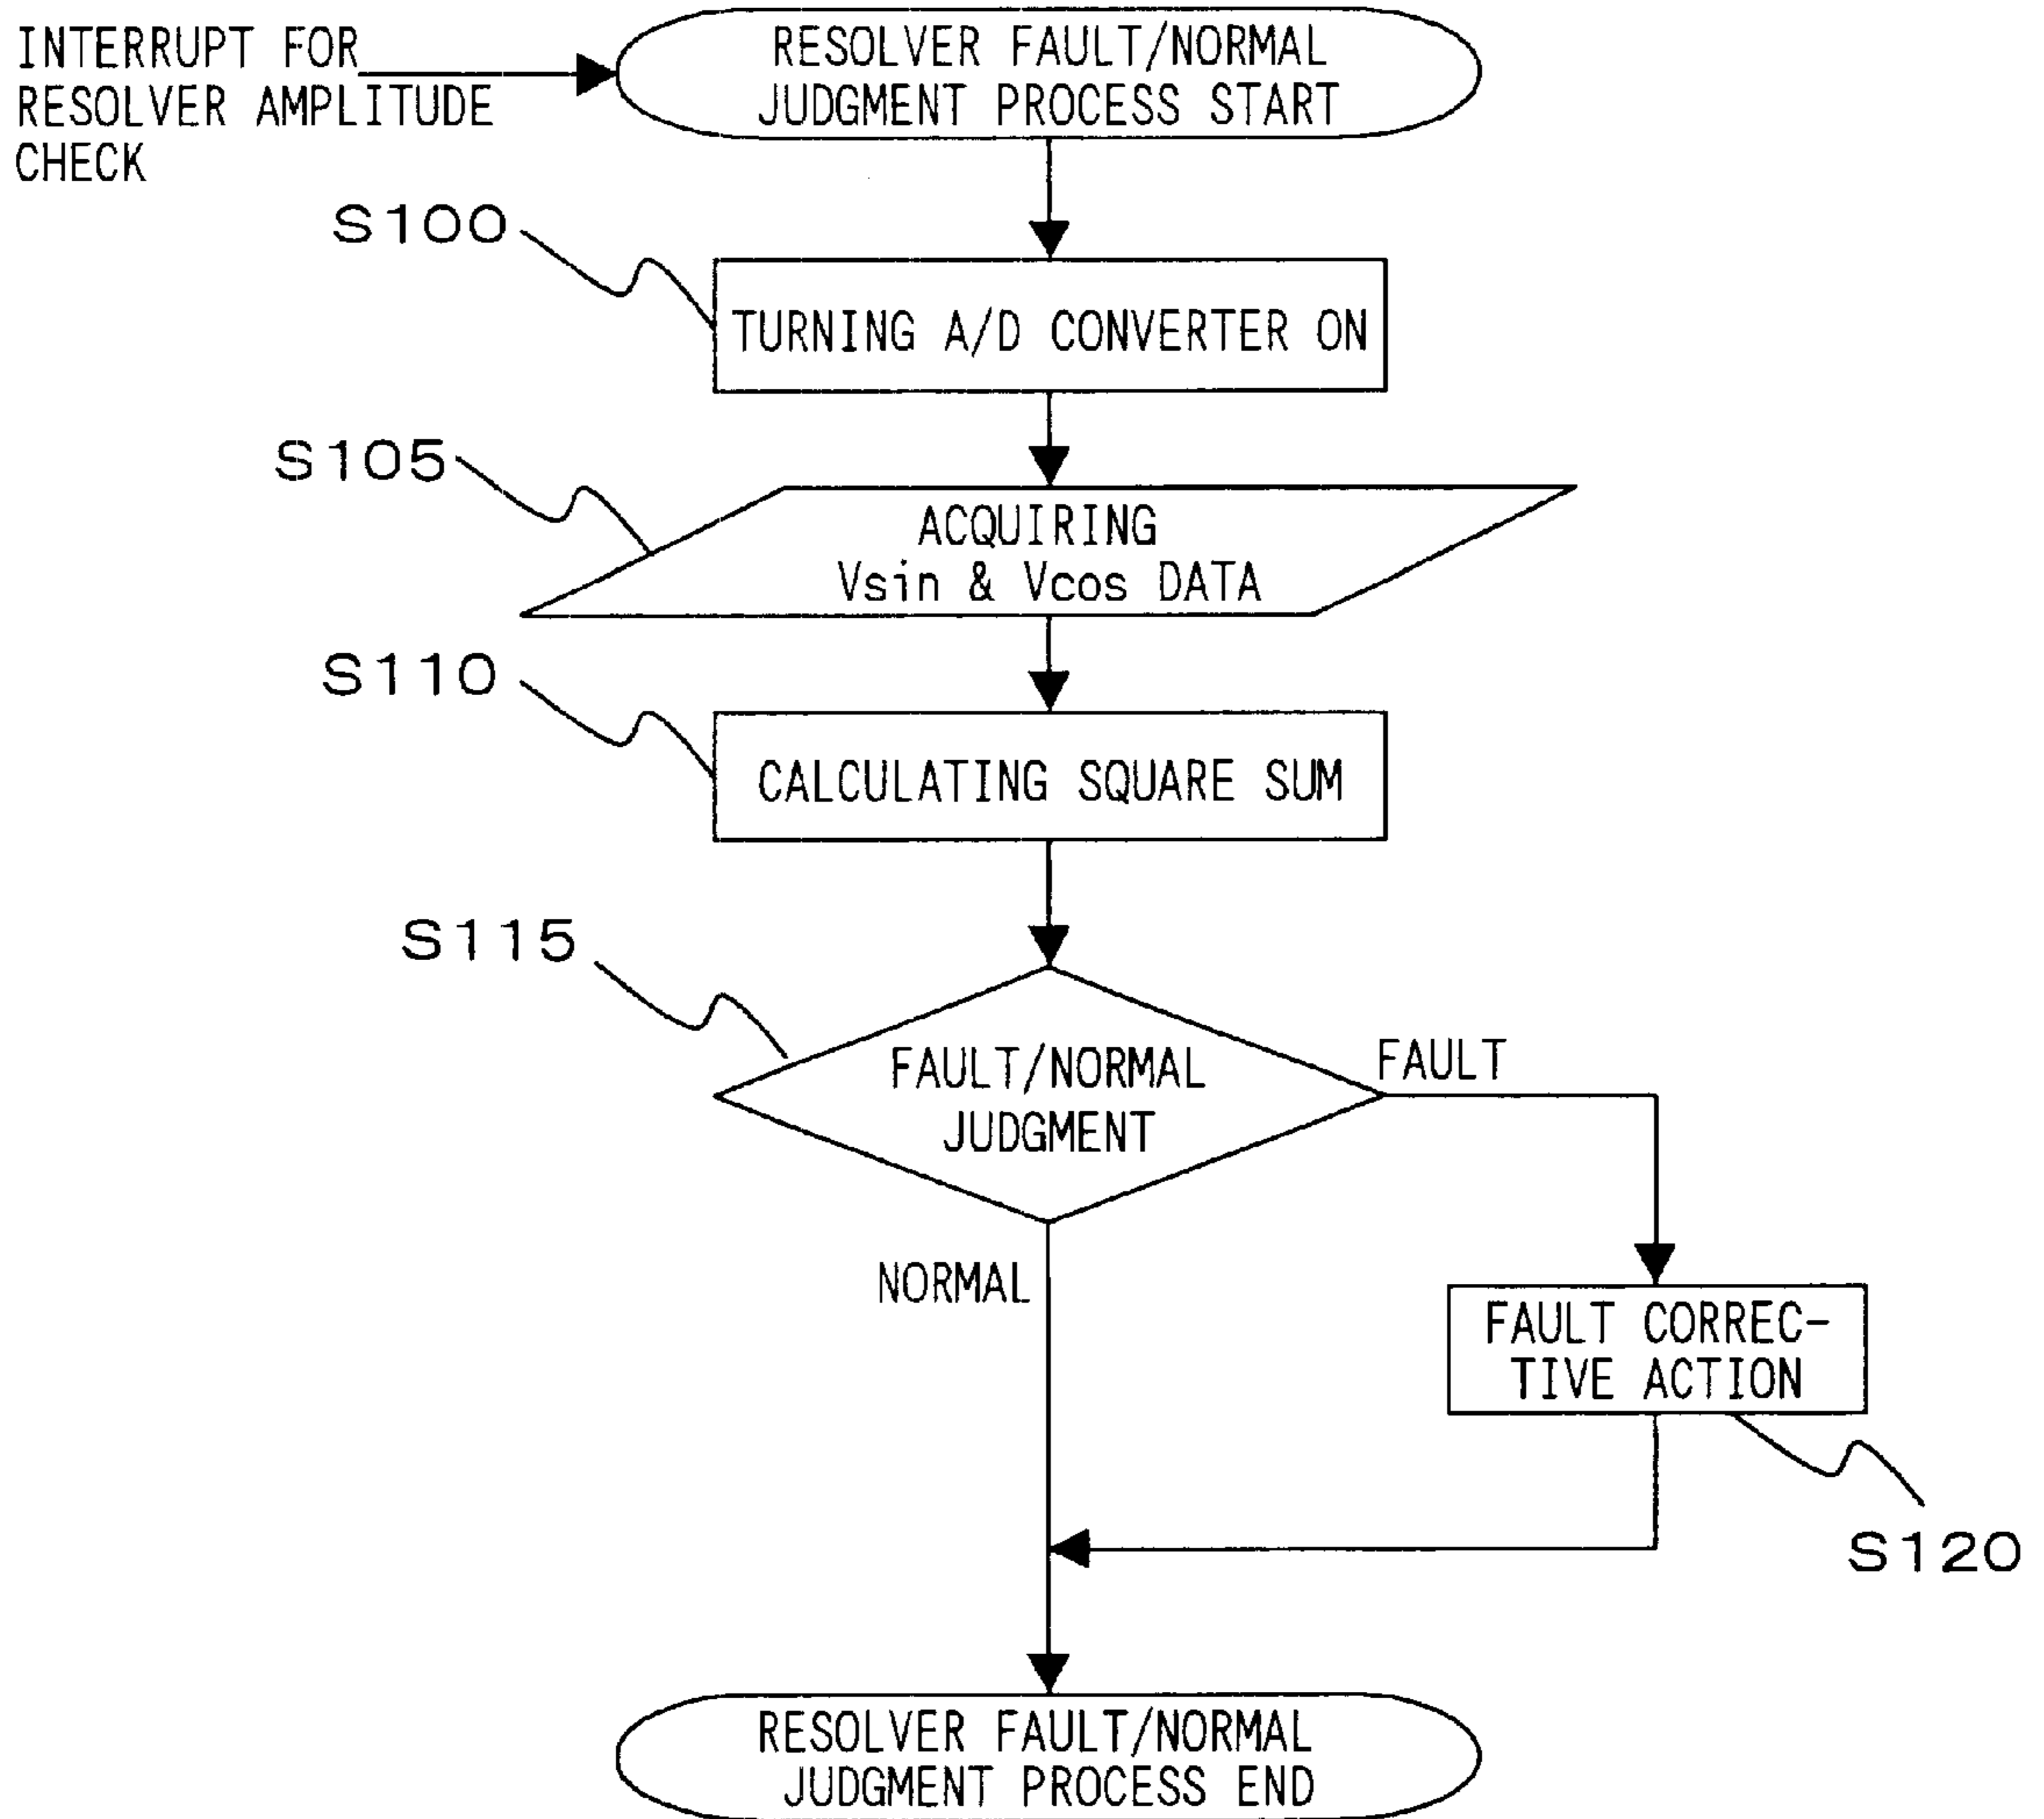 INTERRUPT FOR
RESOLVER AMPLITUDE
CHECK
RESOLVER FAULT/NORMAL
JUDGMENT PROCESS START
S100
TURNING A/D CONVERTER ON
S105
ACQUIRING
Vsin & Vcos DATA
S110
CALCULATING SQUARE SUM
S115
FAULT/NORMAL
JUDGMENT
FAULT
NORMAL
FAULT CORREC-
TIVE ACTION
S120
RESOLVER FAULT/NORMAL
JUDGMENT PROCESS END